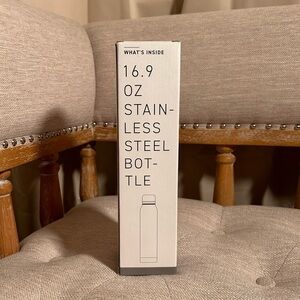 WHAT'S INSIDE
16.9
OZ
STAIN-
LESS
STEEL
BOT-
TLE